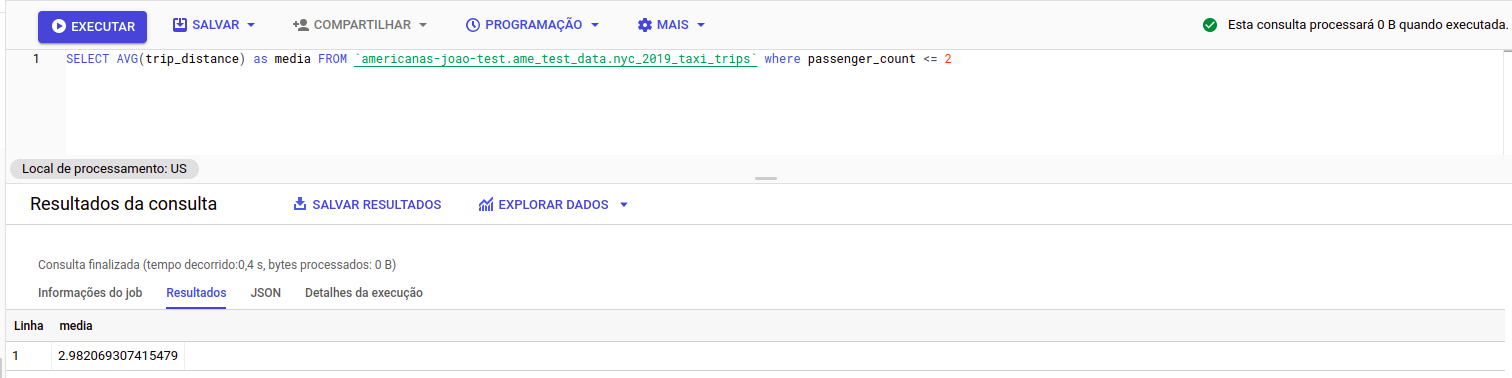 EXECUTAR SALVAR COMPARTILHAR PROGRAMAÇÃO MAIS Esta consulta processará 0 B quando executada.
1 SELECT AVG(trip_distance) as media FROM `americanas-joao-test.ame_test_data.nyc_2019_taxi_trips` where passenger_count <= 2
Local de processamento: US
Resultados da consulta SALVAR RESULTADOS EXPLORAR DADOS
Consulta finalizada (tempo decorrido:0,4 s, bytes processados: 0 B)
Informações do job Resultados JSON Detalhes da execução
Linha media
1 2.982069307415479